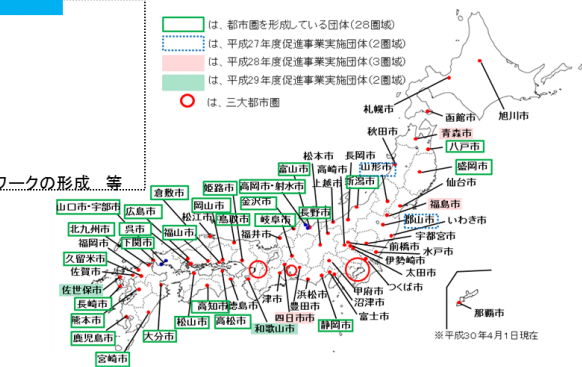 は、都市圏を形成している団体（28圏域）
は、平成27年度促進事業実施団体（2圏域）
は、平成28年度促進事業実施団体（3圏域）
は、平成29年度促進事業実施団体（2圏域）
は、三大都市圏
ワークの形成　等
札幌市
旭川市
函館市
秋田市
青森市
八戸市
盛岡市
仙台市
山形市
福島市
郡山市
いわき市
宇都宮市
水戸市
前橋市
伊勢崎市
太田市
つくば市
松本市
長岡市
高崎市
上越市
新潟市
富山市
高岡市・射水市
金沢市
長野市
岐阜市
福井市
姫路市
倉敷市
岡山市
松江市
鳥取市
山口市・宇部市
広島市
北九州市
呉市
福山市
福岡市
下関市
久留米市
佐賀市
佐世保市
長崎市
熊本市
鹿児島市
宮崎市
大分市
松山市
高知市
高松市
徳島市
和歌山市
津市
四日市市
豊田市
浜松市
静岡市
富士市
沼津市
甲府市
那覇市
※平成30年4月1日現在